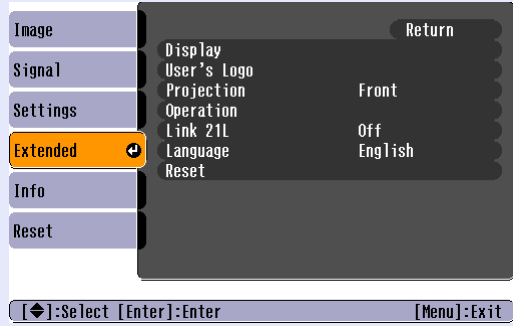 Image
Signal
Settings
Extended
Info
Reset
Return
Display
User's Logo
Projection Front
Operation
Link 21L Off
Language English
Reset
[◆]:Select [Enter]:Enter [Menu]:Exit